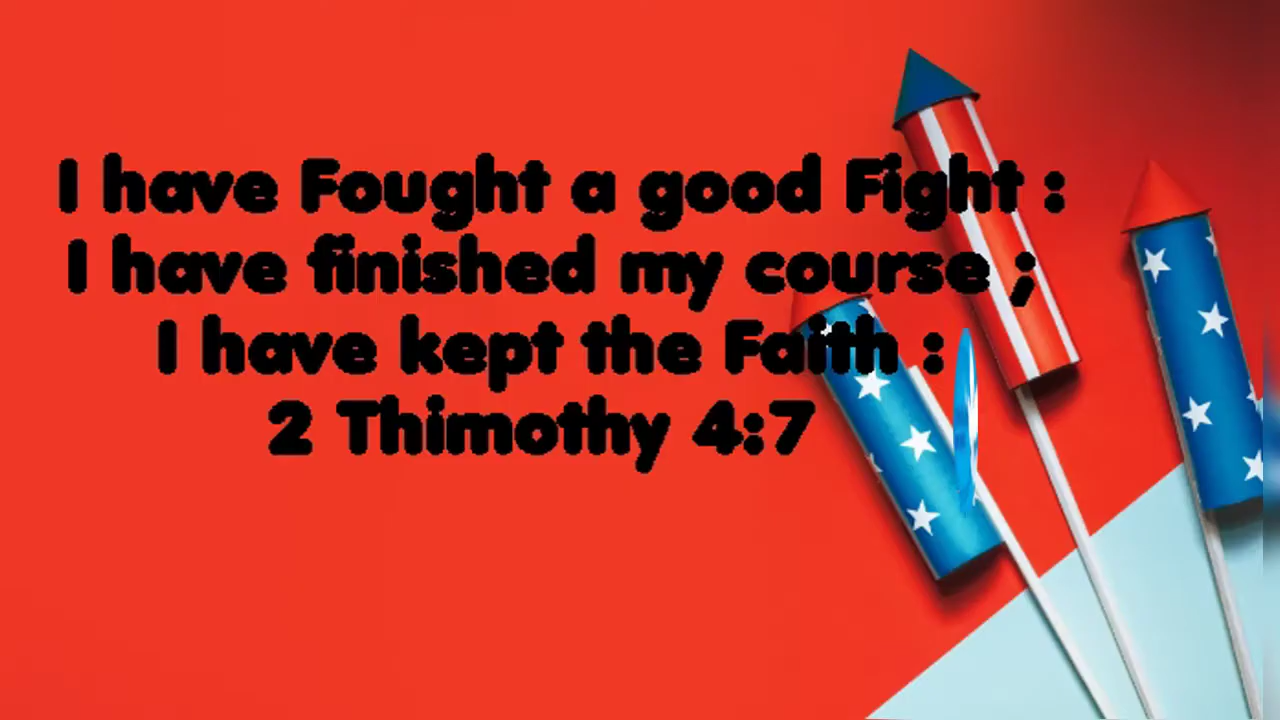 I have Fought a good Fight :
I have finished my course ;
I have kept the Faith :
2 Thimothy 4:7